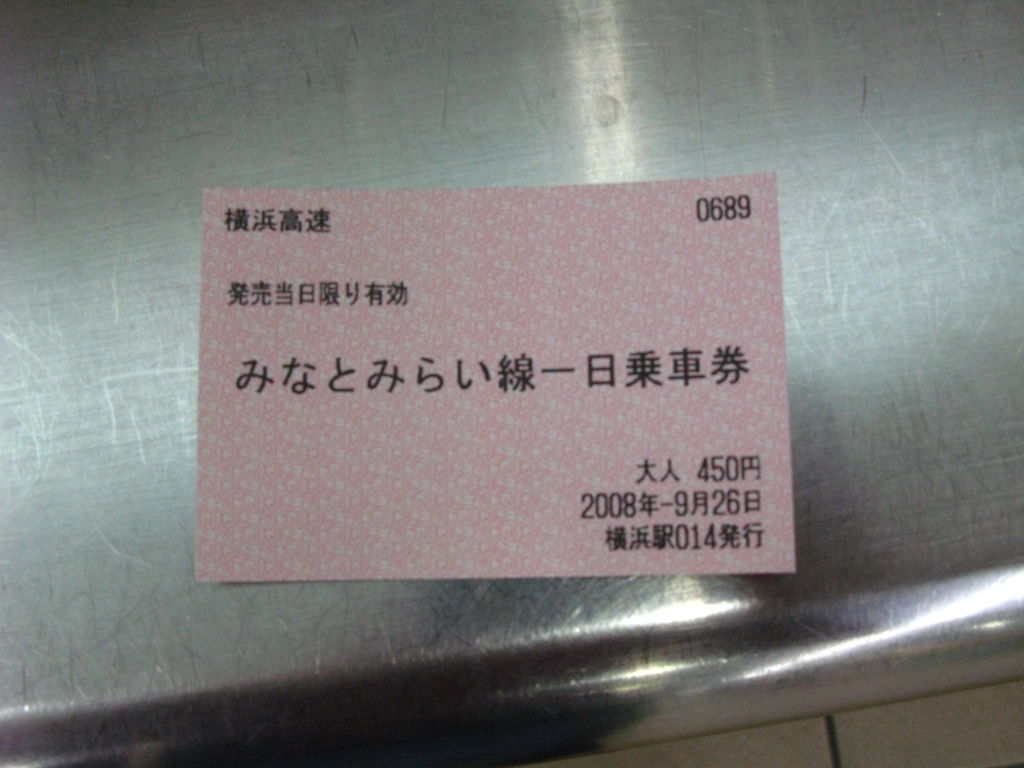 横浜高速 0689
発売当日限り有効
みなとみらい線一日乗車券
大人 450円
2008年-9月26日
横浜駅014発行